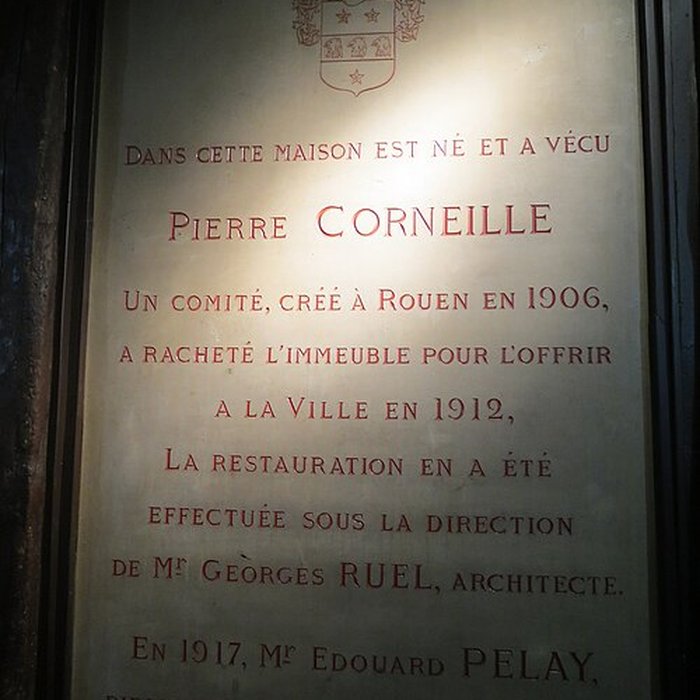 DANS CETTE MAISON EST NÉ ET A VÉCU
PIERRE CORNEILLE
UN COMITÉ, CRÉÉ À ROUEN EN 1906,
A RACHETÉ L'IMMEUBLE POUR L'OFFRIR
A LA VILLE EN 1912,
LA RESTAURATION EN A ÉTÉ
EFFECTUÉE SOUS LA DIRECTION
DE Mr GEORGES RUEL, ARCHITECTE.
EN 1917, Mr EDOUARD PELAY,